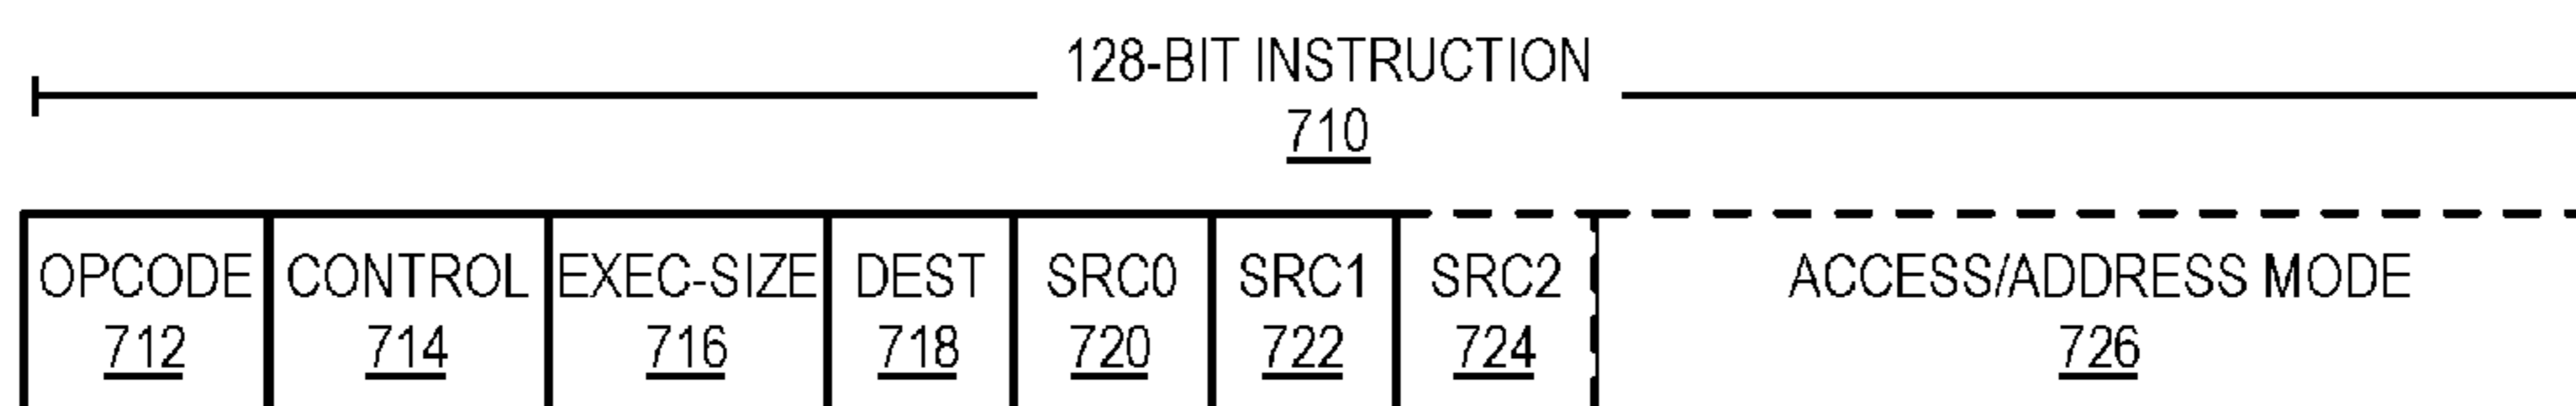 128-BIT INSTRUCTION
710
OPCODE CONTROL EXEC-SIZE DEST SRC0 SRC1 SRC2 ACCESS/ADDRESS MODE
712 714 716 718 720 722 724 726